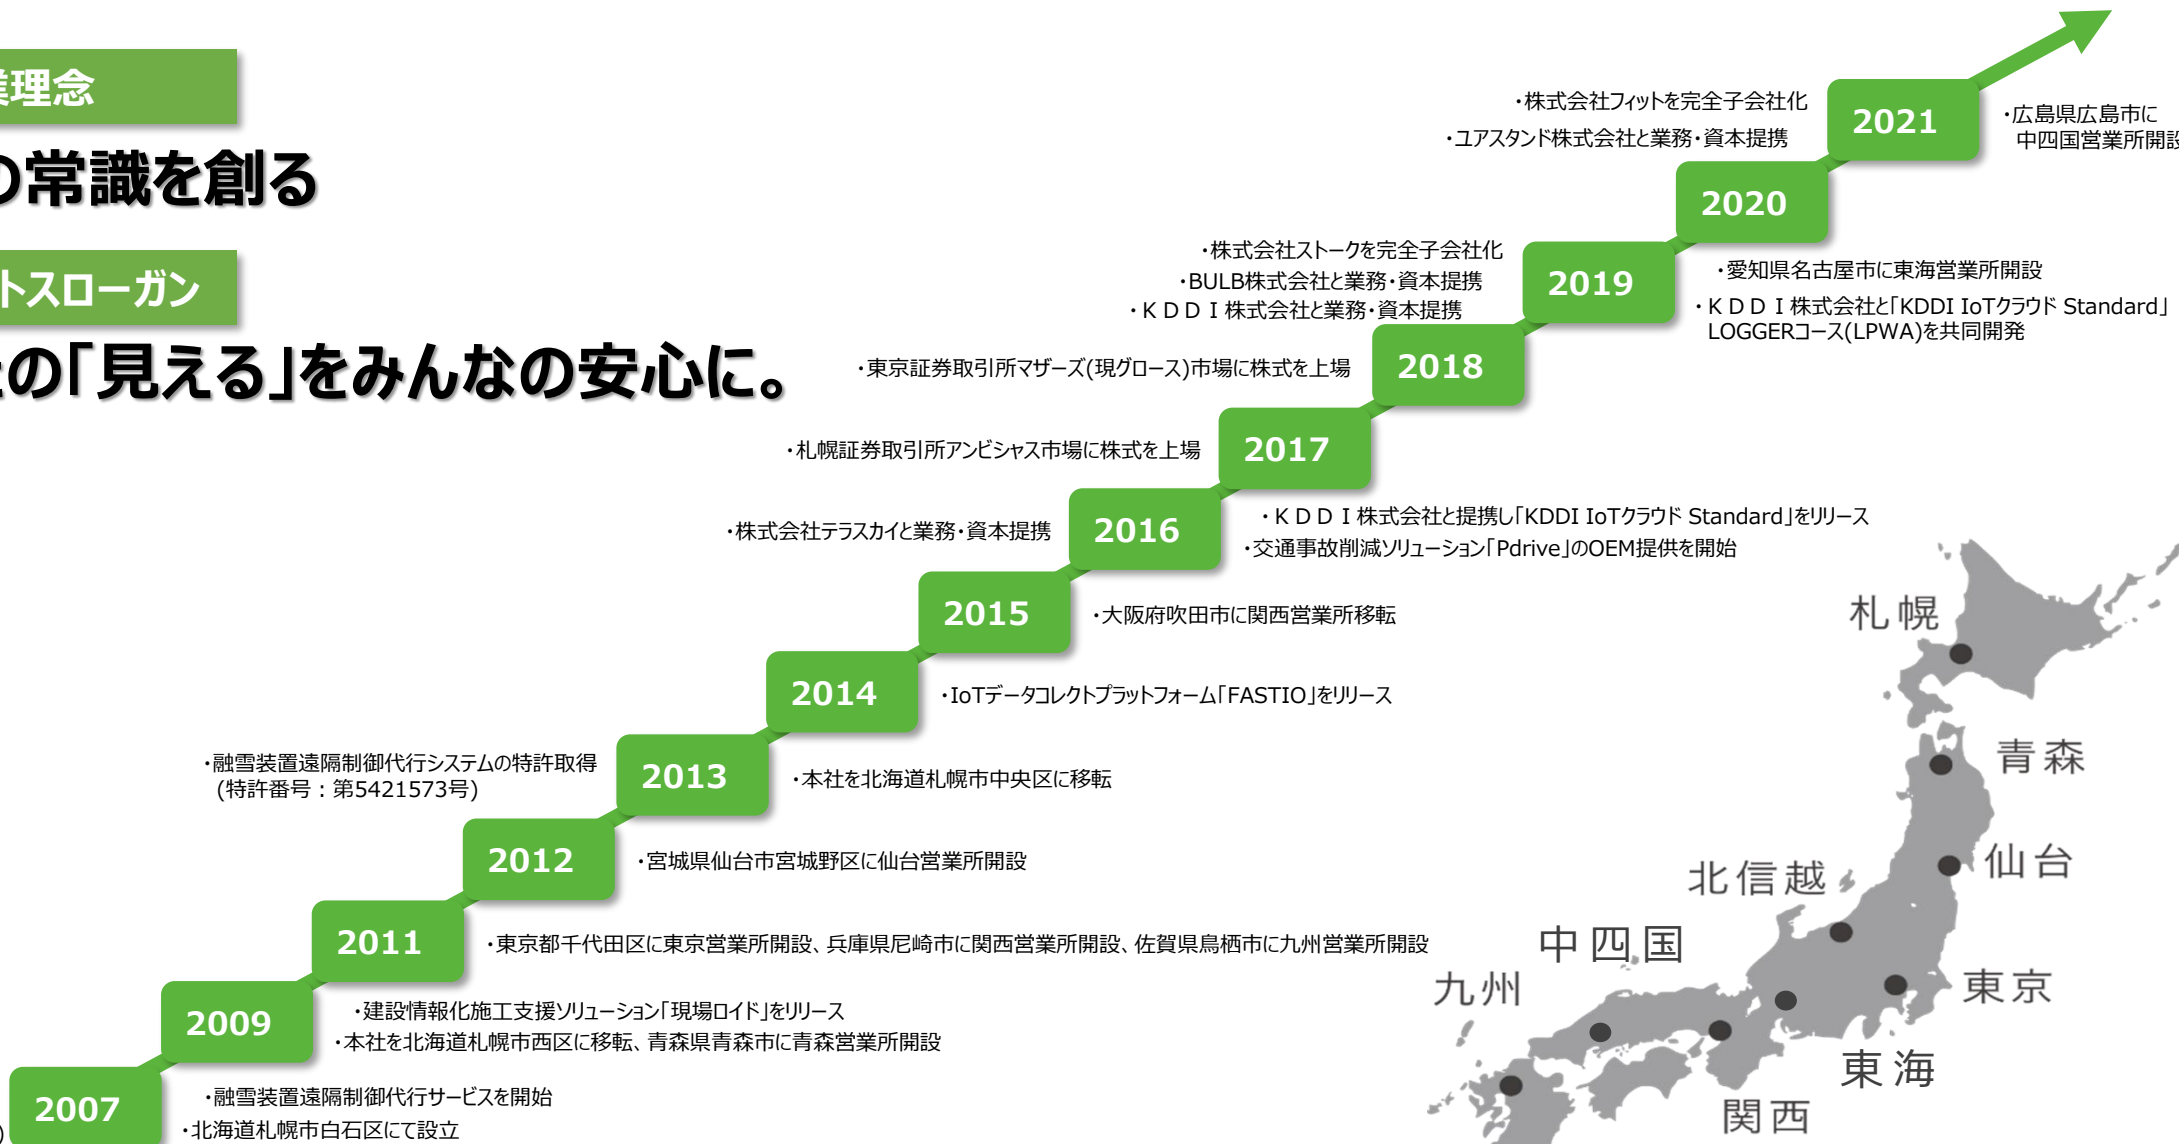 業理念
の常識を創る
トスローガン
の「見える」をみんなの安心に。
・株式会社フィットを完全子会社化
・ユアスタンド株式会社と業務・資本提携
2021
・広島県広島市に
中四国営業所開設
2020
・株式会社ストークを完全子会社化
・BULB株式会社と業務・資本提携
・ＫＤＤＩ株式会社と業務・資本提携
2019
・愛知県名古屋市に東海営業所開設
・ＫＤＤＩ株式会社と「KDDI IoTクラウド Standard」
LOGGERコース(LPWA)を共同開発
・東京証券取引所マザーズ(現グロース)市場に株式を上場
2018
・札幌証券取引所アンビシャス市場に株式を上場
2017
・株式会社テラスカイと業務・資本提携
2016
・ＫＤＤＩ株式会社と提携し「KDDI IoTクラウド Standard」をリリース
・交通事故削減ソリューション「Pdrive」のOEM提供を開始
2015
・大阪府吹田市に関西営業所移転
2014
・IoTデータコレクトプラットフォーム「FASTIO」をリリース
・融雪装置遠隔制御代行システムの特許取得
(特許番号：第5421573号)
2013
・本社を北海道札幌市中央区に移転
2012
・宮城県仙台市宮城野区に仙台営業所開設
2011
・東京都千代田区に東京営業所開設、兵庫県尼崎市に関西営業所開設、佐賀県鳥栖市に九州営業所開設
2009
・建設情報化施工支援ソリューション「現場ロイド」をリリース
・本社を北海道札幌市西区に移転、青森県青森市に青森営業所開設
2007
・融雪装置遠隔制御代行サービスを開始
・北海道札幌市白石区にて設立
)
札幌
青森
仙台
北信越
中四国
九州
東京
東海
関西